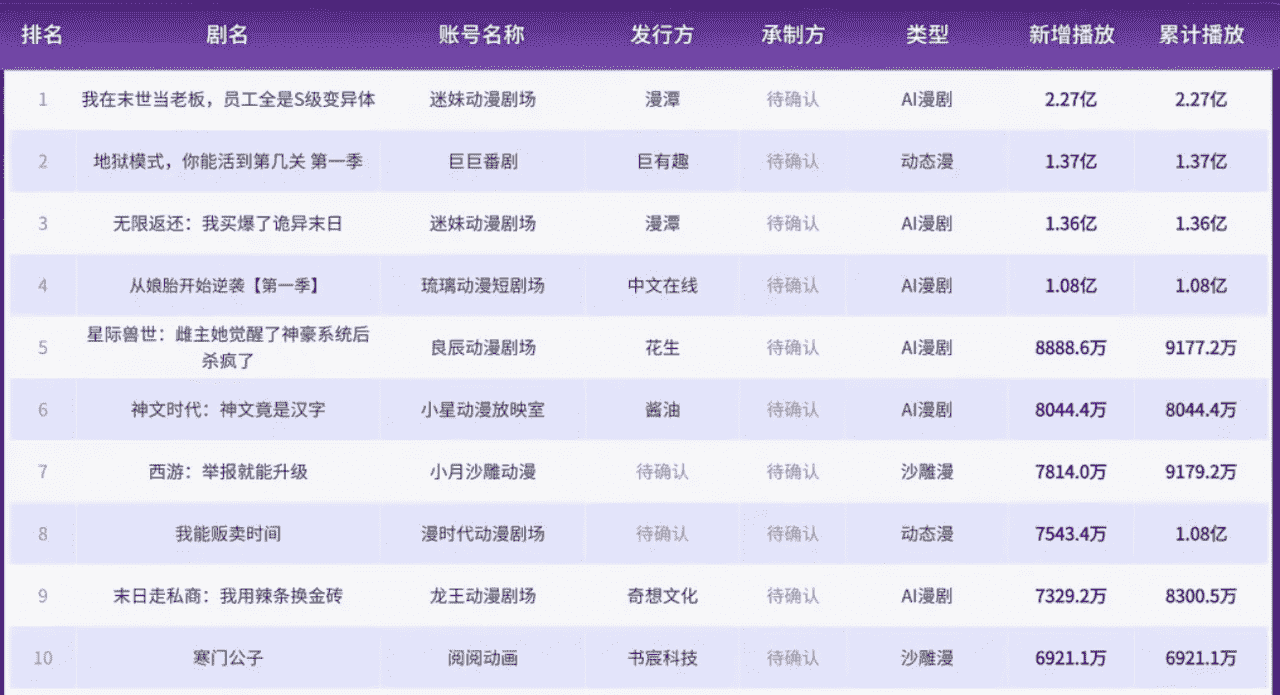 排名 剧名 账号名称 发行方 承制方 类型 新增播放 累计播放
1 我在末世当老板，员工全是S级变异体 迷妹动漫剧场 漫潭 待确认 AI漫剧 2.27亿 2.27亿
2 地狱模式，你能活到第几关 第一季 巨巨番剧 巨有趣 待确认 动态漫 1.37亿 1.37亿
3 无限返还：我买爆了诡异末日 迷妹动漫剧场 漫潭 待确认 AI漫剧 1.36亿 1.36亿
4 从娘胎开始逆袭【第一季】 琉璃动漫短剧场 中文在线 待确认 AI漫剧 1.08亿 1.08亿
5 星际兽世：雌主她觉醒了神豪系统后
杀疯了 良辰动漫剧场 花生 待确认 AI漫剧 8888.6万 9177.2万
6 神文时代：神文竟是汉字 小星动漫放映室 酱油 待确认 AI漫剧 8044.4万 8044.4万
7 西游：举报就能升级 小月沙雕动漫 待确认 待确认 沙雕漫 7814.0万 9179.2万
8 我能贩卖时间 漫时代动漫剧场 待确认 待确认 动态漫 7543.4万 1.08亿
9 末日走私商：我用辣条换金砖 龙王动漫剧场 奇想文化 待确认 AI漫剧 7329.2万 8300.5万
10 寒门公子 阅阅动画 书宸科技 待确认 沙雕漫 6921.1万 6921.1万